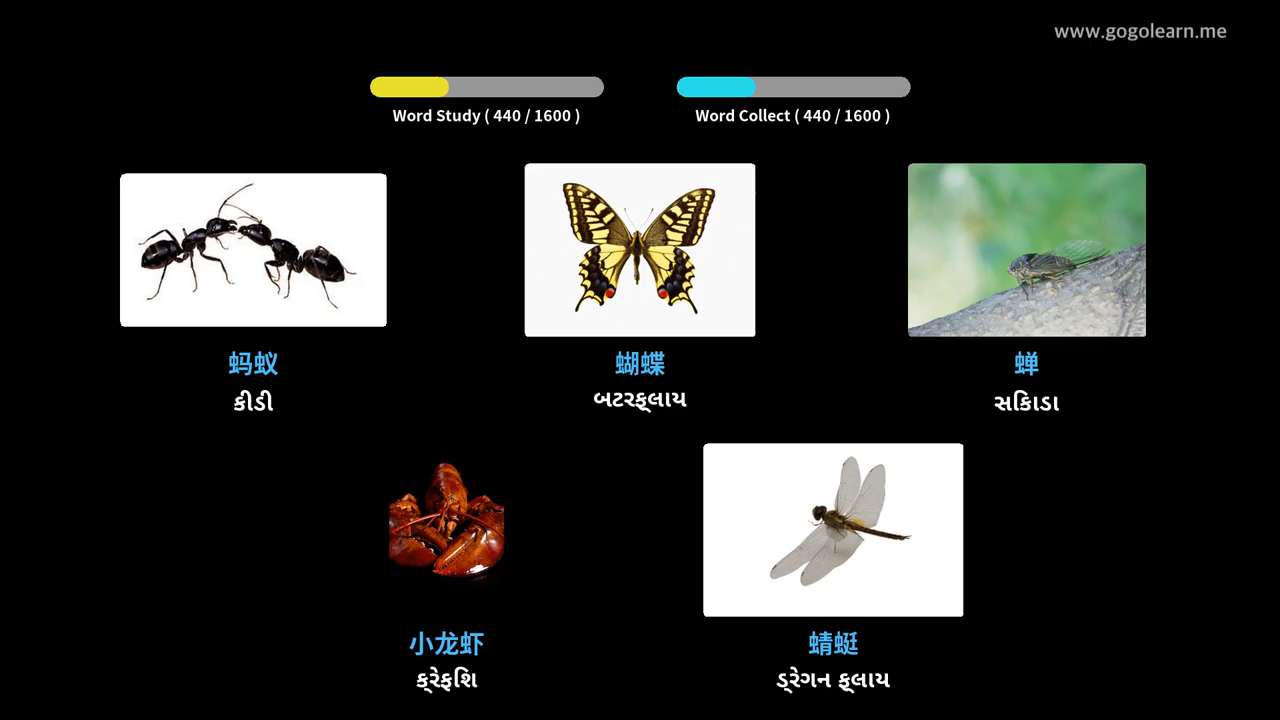 www.gogolearn.me
Word Study ( 440 / 1600 )
Word Collect ( 440 / 1600 )
蚂蚁
કીડી
蝴蝶
બટરફ્લાય
蝉
સિકાડા
小龙虾
ક્રેફિશ
蜻蜓
ડ્રેગન ફ્લાય